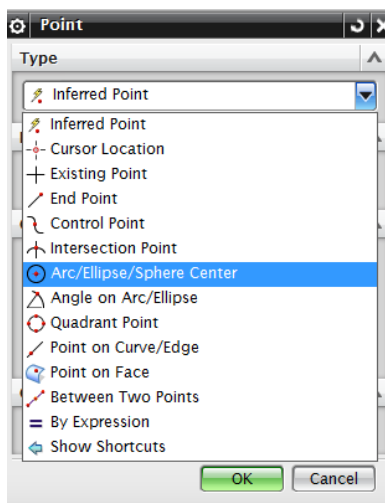 Point
Type
Inferred Point
Inferred Point
Cursor Location
Existing Point
End Point
Control Point
Intersection Point
Arc/Ellipse/Sphere Center
Angle on Arc/Ellipse
Quadrant Point
Point on Curve/Edge
Point on Face
Between Two Points
By Expression
Show Shortcuts
OK Cancel